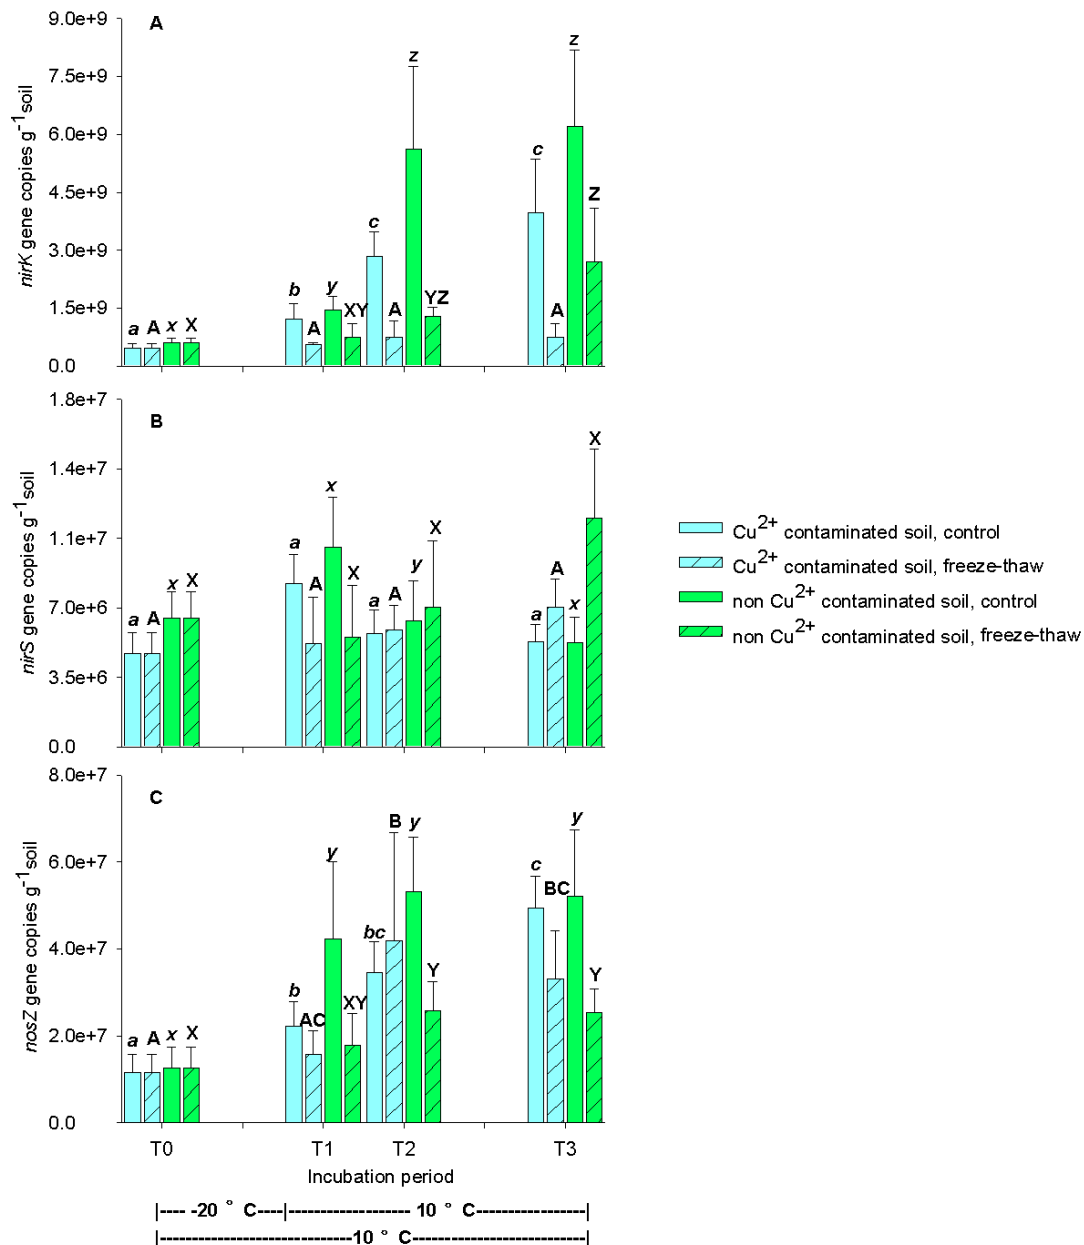 A
9.0e+9
7.5e+9
6.0e+9
4.5e+9
3.0e+9
1.5e+9
0.0
nirK gene copies g-1soil
a A x X
b A y XY
c A z YZ
c A z Z
B
1.8e+7
1.4e+7
1.1e+7
7.0e+6
3.5e+6
0.0
nirS gene copies g-1soil
a A x X
a A x X
a A y X
a A x X
Cu2+ contaminated soil, control
Cu2+ contaminated soil, freeze-thaw
non Cu2+ contaminated soil, control
non Cu2+ contaminated soil, freeze-thaw
C
8.0e+7
6.0e+7
4.0e+7
2.0e+7
0.0
nosZ gene copies g-1soil
a A x X
b AC y XY
bc B y Y
c BC y Y
T0 T1 T2 T3
Incubation period
|---- -20 ° C----|------------------- 10 ° C-----------------|
|----------------------------10 ° C--------------------------|